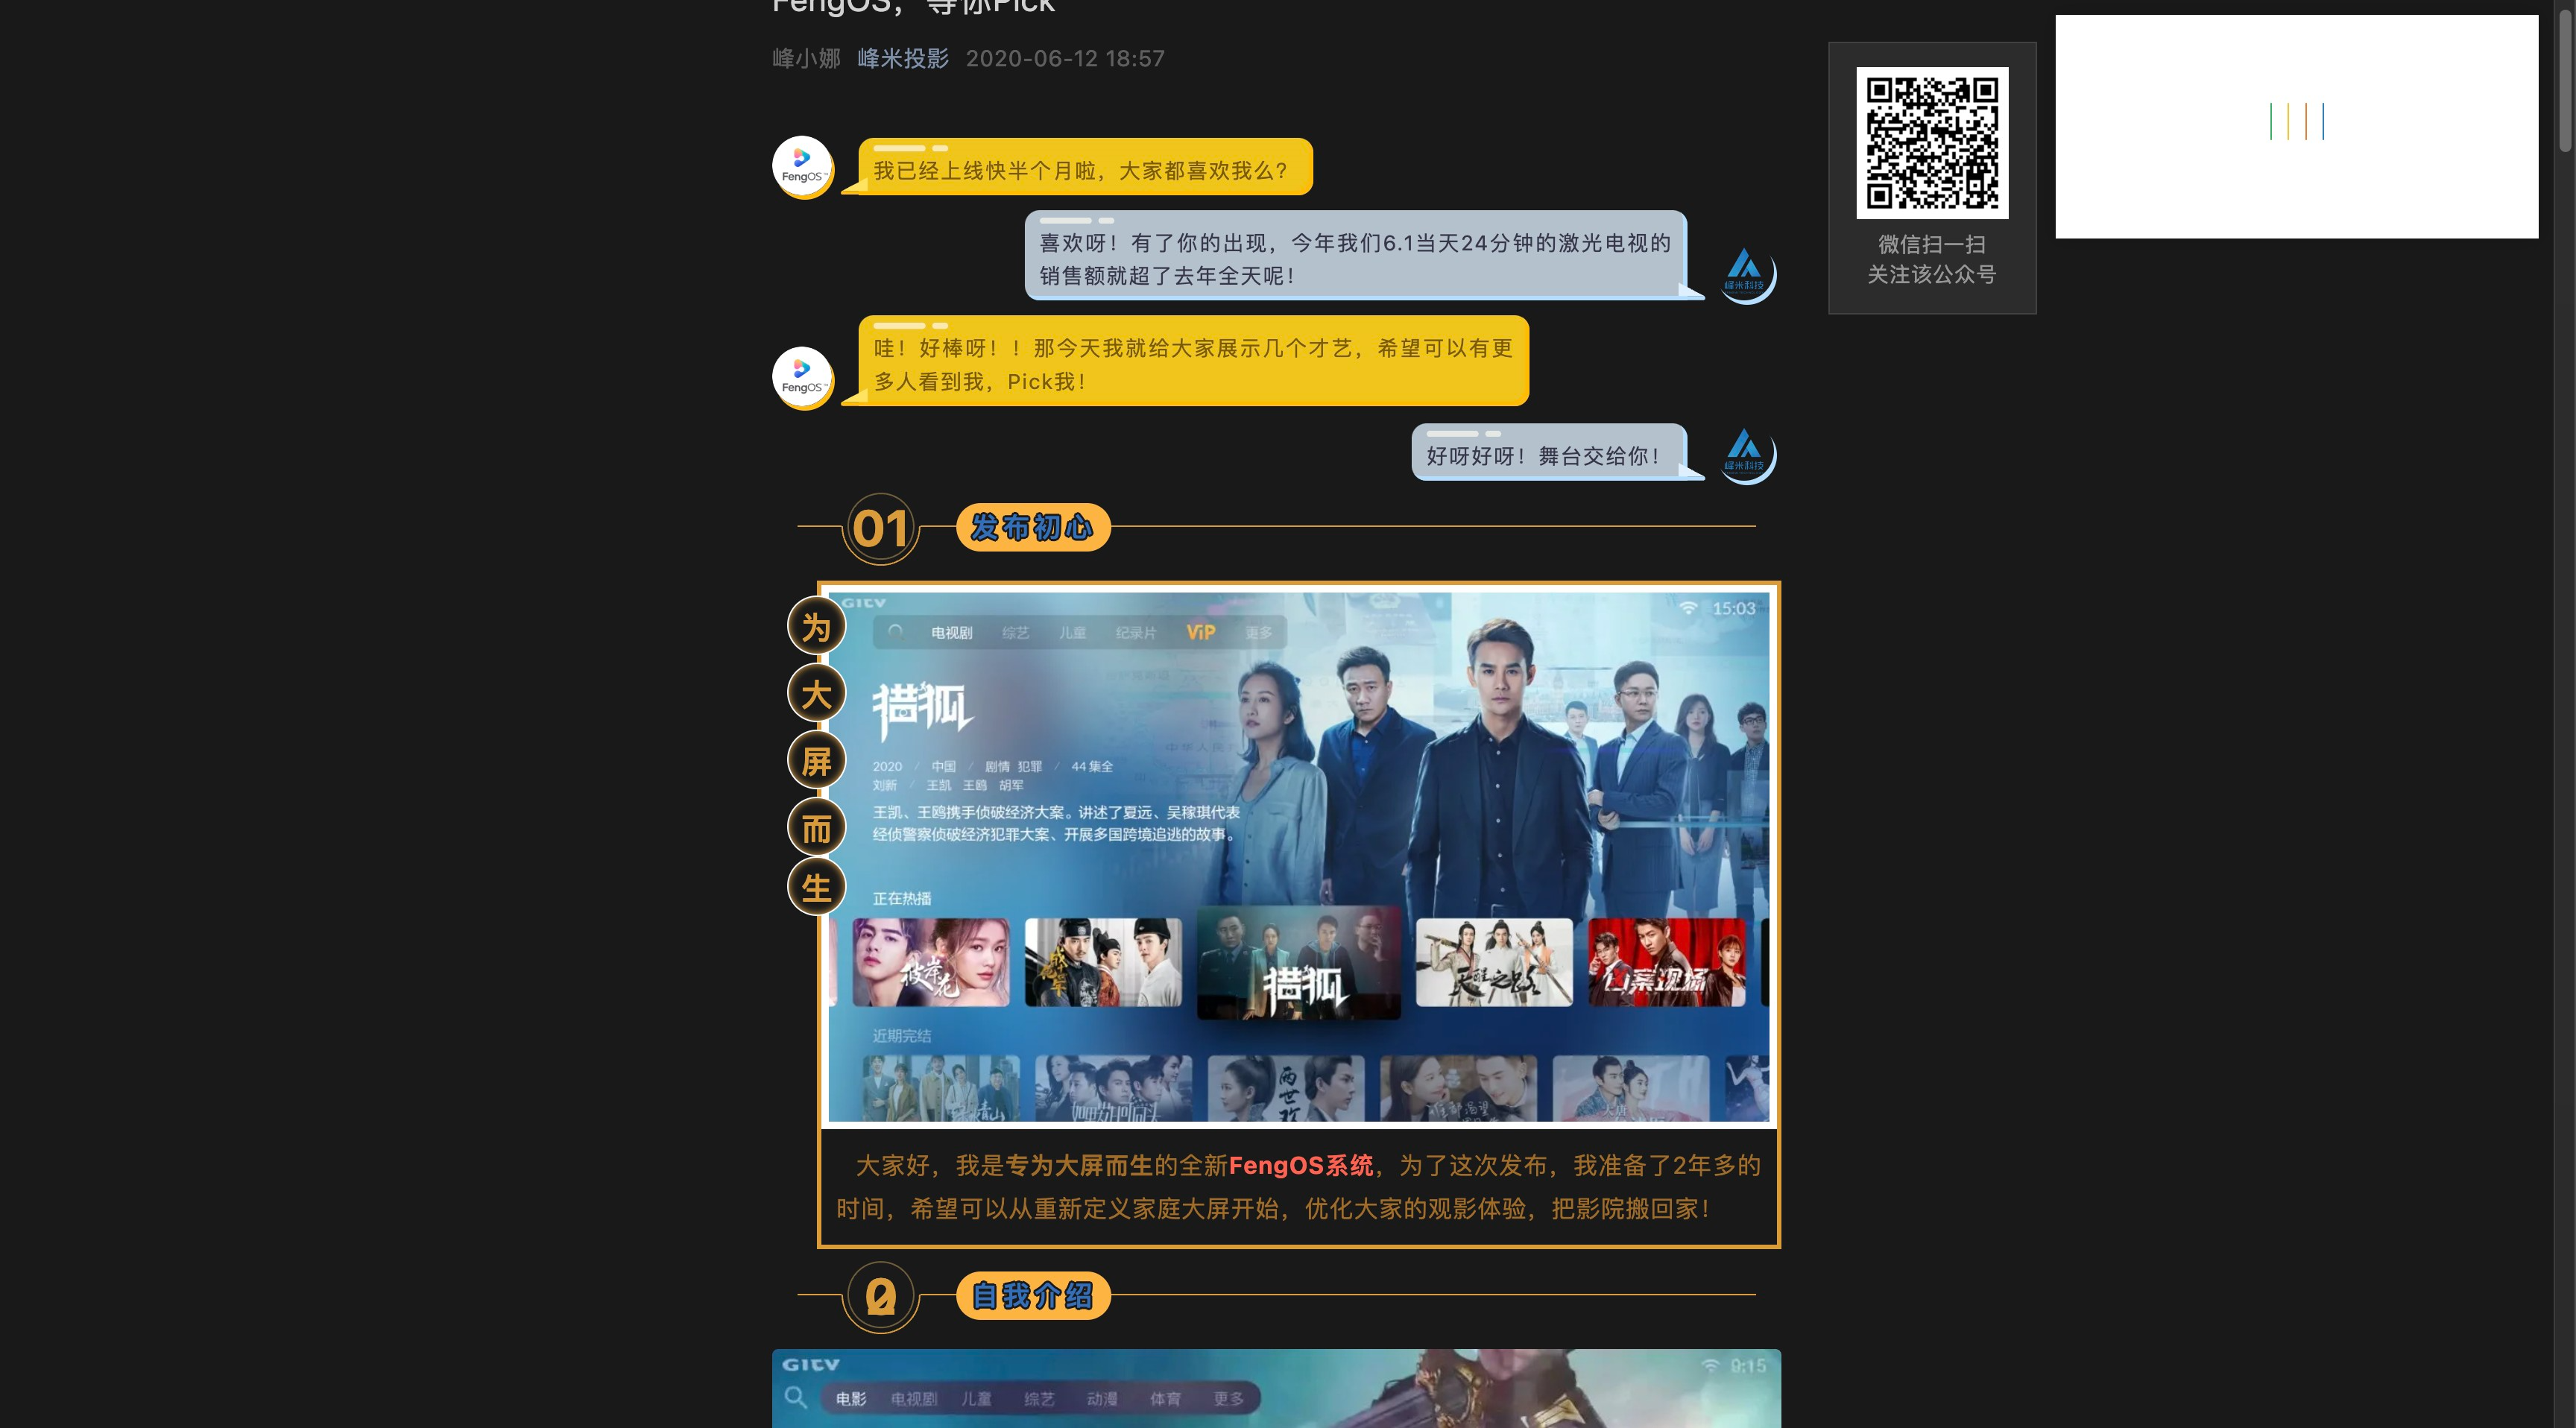 FengOS，等你Pick
峰小娜 峰米投影 2020-06-12 18:57
FengOS
我已经上线快半个月啦，大家都喜欢我么？
喜欢呀！有了你的出现，今年我们6.1当天24分钟的激光电视的
销售额就超了去年全天呢！
峰米科技
FengOS
哇！好棒呀！！那今天我就给大家展示几个才艺，希望可以有更
多人看到我，Pick我！
好呀好呀！舞台交给你！
峰米科技
微信扫一扫
关注该公众号
01 发布初心
为
大
屏
而
生
GITV 15:03
电视剧 综艺 儿童 纪录片 ViP 更多
猎狐
2020 / 中国 / 剧情 犯罪 / 44集全
刘新 / 王凯 王鸥 胡军
王凯、王鸥携手侦破经济大案。讲述了夏远、吴稼琪代表
经侦警察侦破经济犯罪大案、开展多国跨境追逃的故事。
正在热播
彼岸花
猎狐
天醒之路
案现场
近期完结
两世欢
大家好，我是专为大屏而生的全新FengOS系统，为了这次发布，我准备了2年多的
时间，希望可以从重新定义家庭大屏开始，优化大家的观影体验，把影院搬回家！
自我介绍
GITV 9:15
电影 电视剧 儿童 综艺 动漫 体育 更多